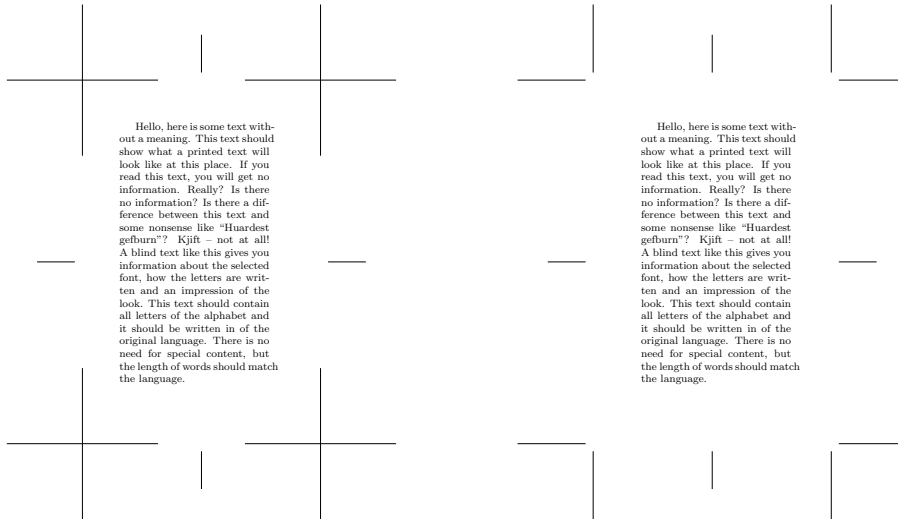 Hello, here is some text with-
out a meaning. This text should
show what a printed text will
look like at this place. If you
read this text, you will get no
information. Really? Is there
no information? Is there a dif-
ference between this text and
some nonsense like “Huardest
gefburn”? Kjift – not at all!
A blind text like this gives you
information about the selected
font, how the letters are writ-
ten and an impression of the
look. This text should contain
all letters of the alphabet and
it should be written in of the
original language. There is no
need for special content, but
the length of words should match
the language.
Hello, here is some text with-
out a meaning. This text should
show what a printed text will
look like at this place. If you
read this text, you will get no
information. Really? Is there
no information? Is there a dif-
ference between this text and
some nonsense like “Huardest
gefburn”? Kjift – not at all!
A blind text like this gives you
information about the selected
font, how the letters are writ-
ten and an impression of the
look. This text should contain
all letters of the alphabet and
it should be written in of the
original language. There is no
need for special content, but
the length of words should match
the language.